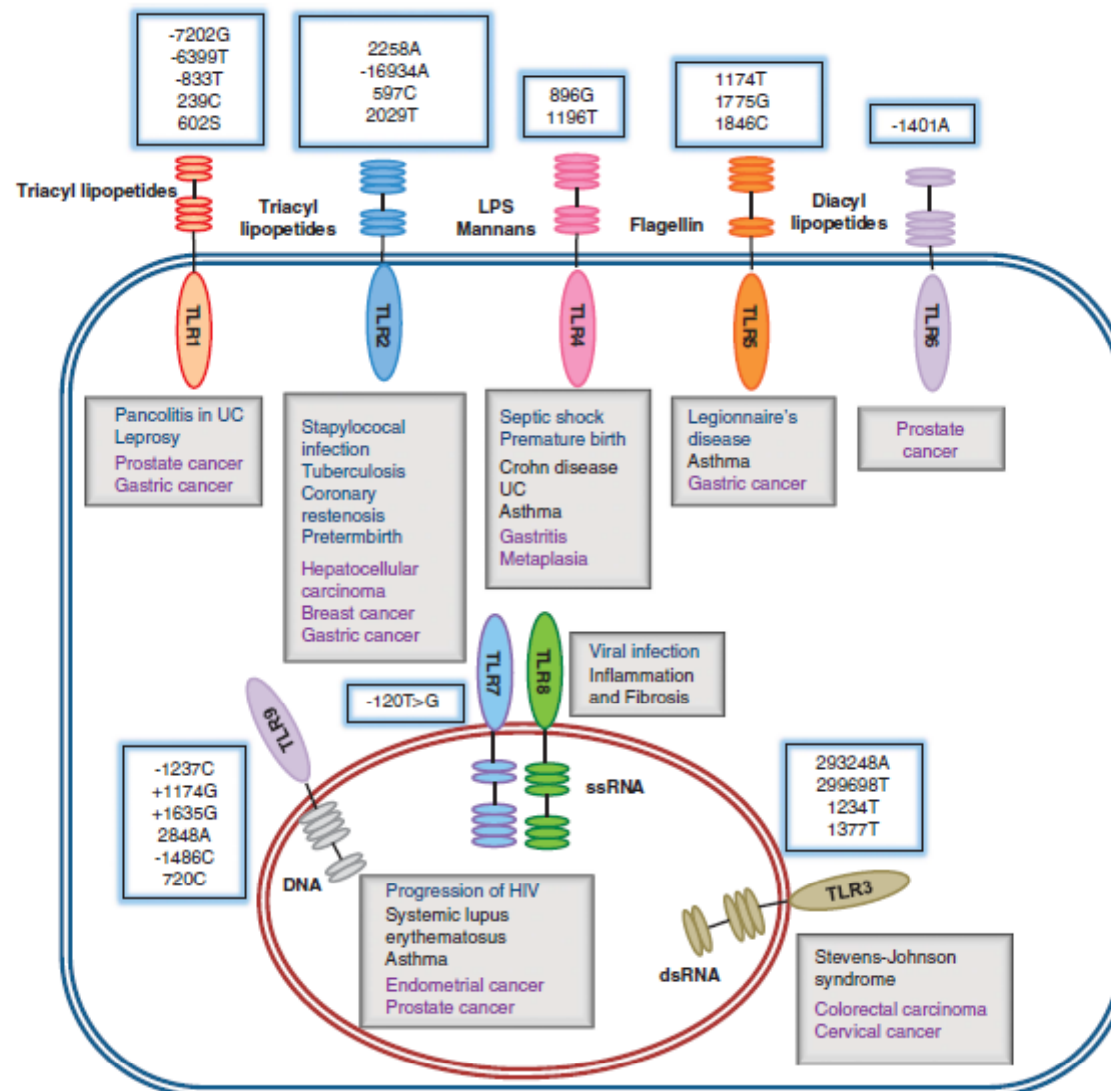 -7202G
-6399T
-833T
239C
602S
2258A
-16934A
597C
2029T
896G
1196T
1174T
1775G
1846C
-1401A
Triacyl lipopetides
Triacyl
lipopetides
LPS
Mannans
Flagellin
Diacyl
lipopetides
TLR1
TLR2
TLR4
TLR5
TLR6
Pancolitis in UC
Leprosy
Prostate cancer
Gastric cancer
Stapylococal
infection
Tuberculosis
Coronary
restenosis
Pretermbirth
Hepatocellular
carcinoma
Breast cancer
Gastric cancer
Septic shock
Premature birth
Crohn disease
UC
Asthma
Gastritis
Metaplasia
Legionnaire's
disease
Asthma
Gastric cancer
Prostate
cancer
TLR7
TLR8
Viral infection
Inflammation
and Fibrosis
-120T>G
TLR9
-1237C
+1174G
+1635G
2848A
-1486C
720C
DNA
ssRNA
293248A
299698T
1234T
1377T
TLR3
dsRNA
Progression of HIV
Systemic lupus
erythematosus
Asthma
Endometrial cancer
Prostate cancer
Stevens-Johnson
syndrome
Colorectal carcinoma
Cervical cancer